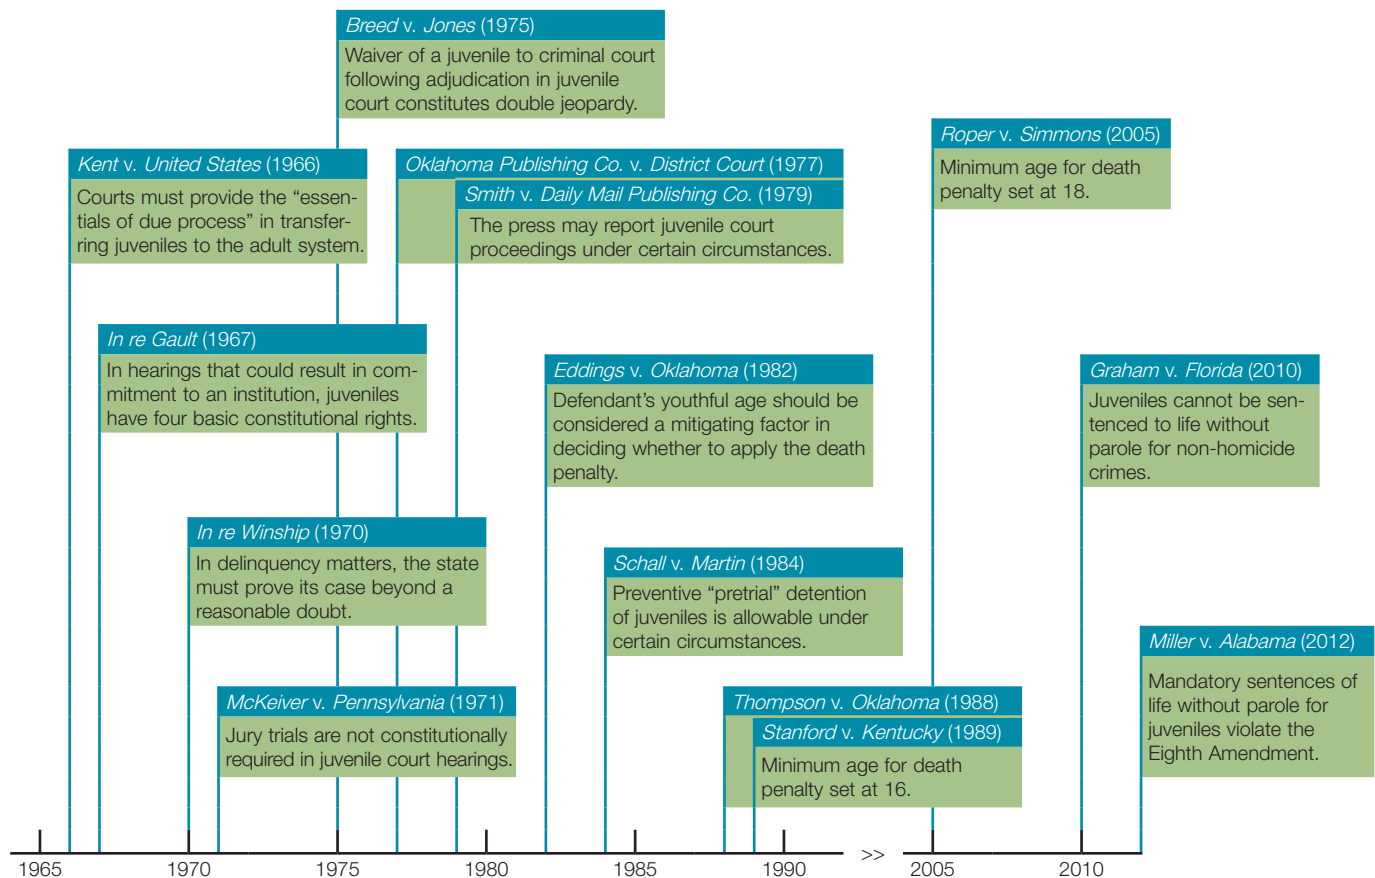 Breed v. Jones (1975)
Waiver of a juvenile to criminal court
following adjudication in juvenile
court constitutes double jeopardy.
Kent v. United States (1966)
Courts must provide the “essen-
tials of due process” in transfer-
ring juveniles to the adult system.
Oklahoma Publishing Co. v. District Court (1977)
Smith v. Daily Mail Publishing Co. (1979)
The press may report juvenile court
proceedings under certain circumstances.
Roper v. Simmons (2005)
Minimum age for death
penalty set at 18.
In re Gault (1967)
In hearings that could result in com-
mitment to an institution, juveniles
have four basic constitutional rights.
Eddings v. Oklahoma (1982)
Defendant’s youthful age should be
considered a mitigating factor in
deciding whether to apply the death
penalty.
Graham v. Florida (2010)
Juveniles cannot be sen-
tenced to life without
parole for non-homicide
crimes.
In re Winship (1970)
In delinquency matters, the state
must prove its case beyond a
reasonable doubt.
Schall v. Martin (1984)
Preventive “pretrial” detention
of juveniles is allowable under
certain circumstances.
Miller v. Alabama (2012)
Mandatory sentences of
life without parole for
juveniles violate the
Eighth Amendment.
McKeiver v. Pennsylvania (1971)
Jury trials are not constitutionally
required in juvenile court hearings.
Thompson v. Oklahoma (1988)
Stanford v. Kentucky (1989)
Minimum age for death
penalty set at 16.
1965 1970 1975 1980 1985 1990 >> 2005 2010